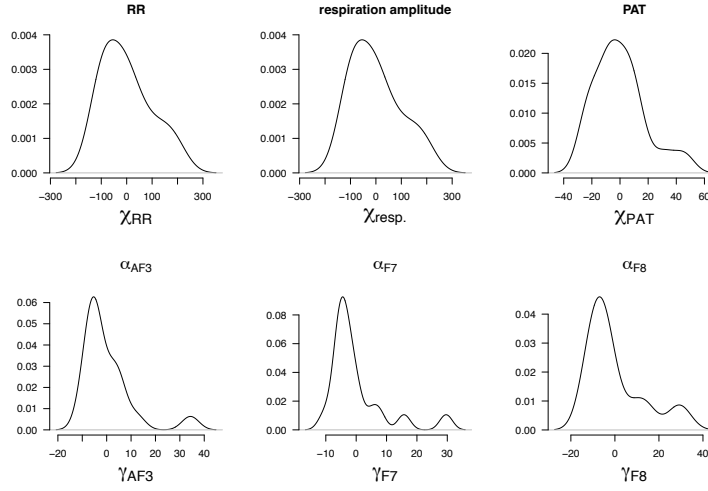 RR respiration amplitude PAT
0.004 0.004
0.020
0.003 0.003
0.015
0.002 0.002
0.010
0.001 0.001 0.005
0.000 0.000 0.000
−300 −100 0 100 300 −300 −100 0 100 300 −40 −20 0 20 40 60
χRR χresp. χPAT
αAF3 αF7 αF8
0.06 0.08 0.04
0.05
0.04 0.06 0.03
0.03 0.04 0.02
0.02
0.01 0.02 0.01
0.00 0.00 0.00
−20 0 10 20 30 40 −10 0 10 20 30 −20 0 20 40
γAF3 γF7 γF8